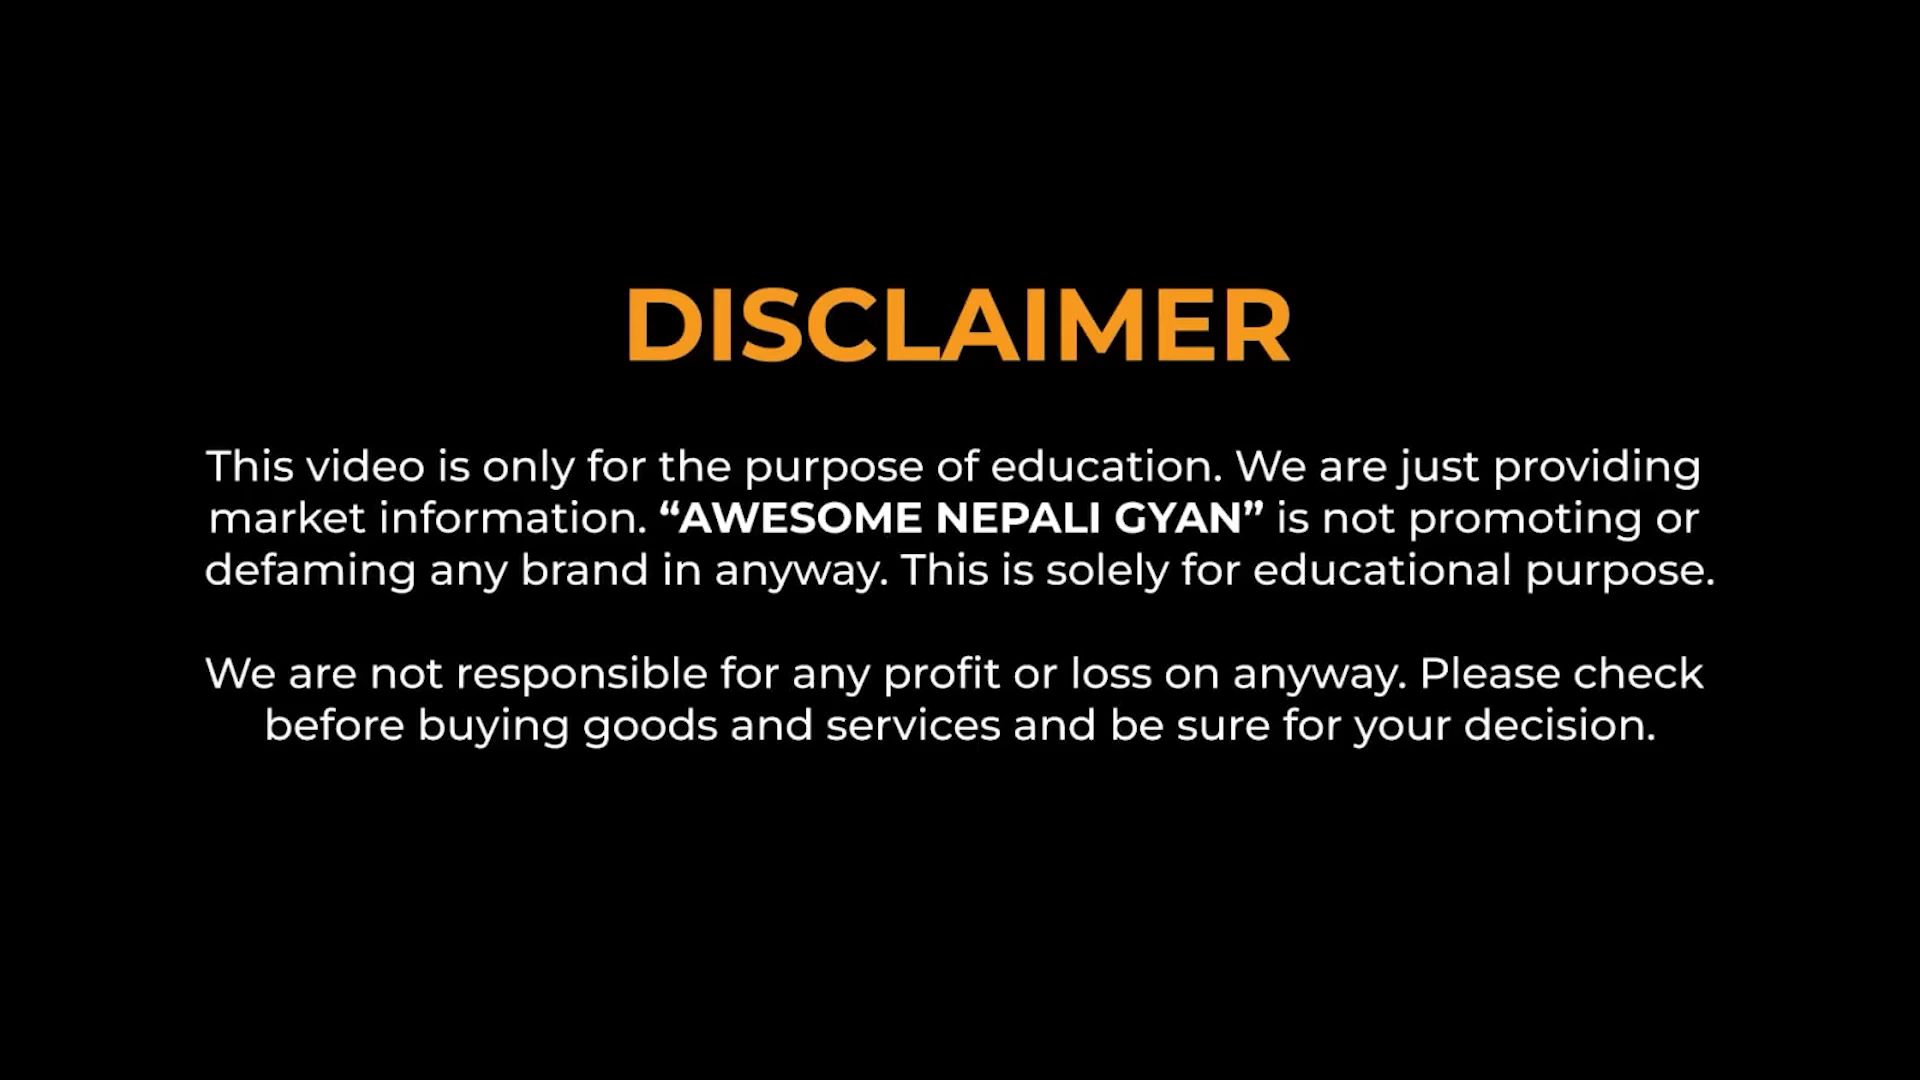 DISCLAIMER
This video is only for the purpose of education. We are just providing
market information. “AWESOME NEPALI GYAN” is not promoting or
defaming any brand in anyway. This is solely for educational purpose.
We are not responsible for any profit or loss on anyway. Please check
before buying goods and services and be sure for your decision.